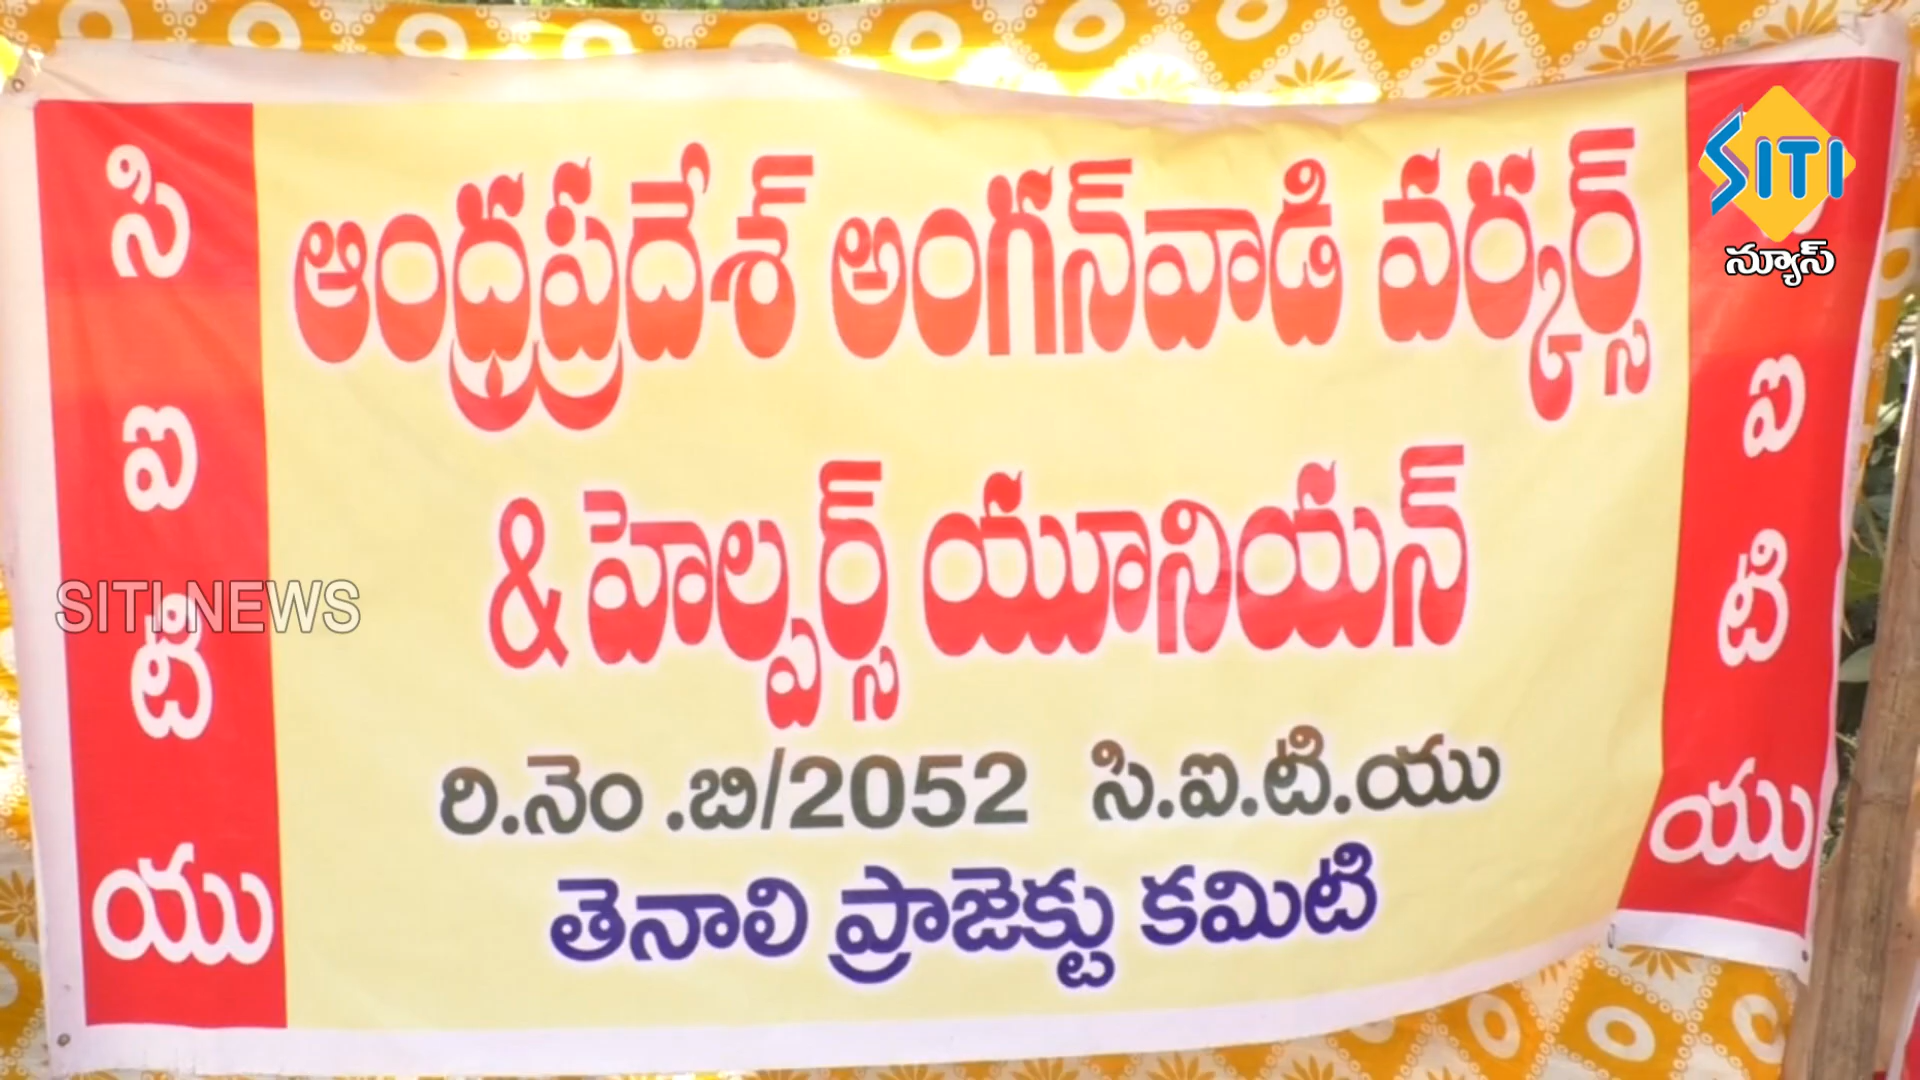 ఆంధ్రప్రదేశ్ అంగన్‌వాడి వర్కర్స్
& హెల్పర్స్ యూనియన్
రి.నెం .బి/2052 సి.ఐ.టి.యు
తెనాలి ప్రాజెక్టు కమిటి
సి
ఐ
టి
యు
ఐ
టి
యు
SITI
న్యూస్
SITI NEWS